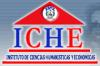 ICHE
INSTITUTO DE CIENCIAS HUMANISTICAS Y ECONOMICAS